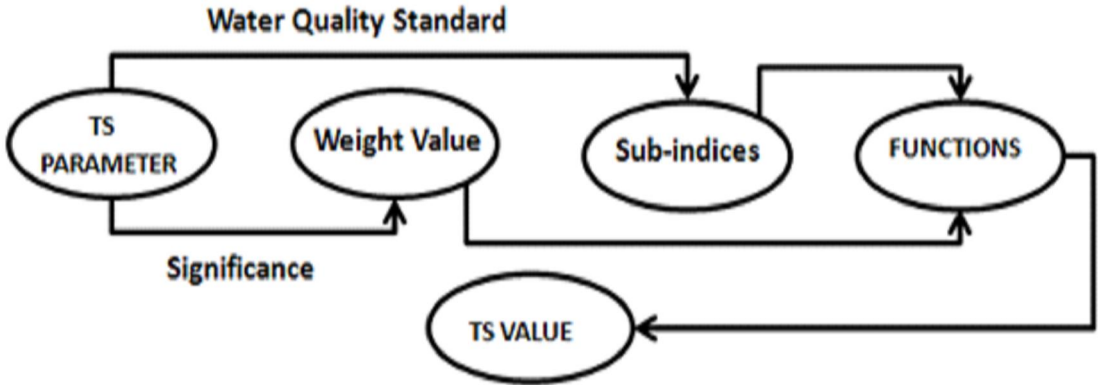 Water Quality Standard
TS
PARAMETER
Weight Value
Sub-indices
FUNCTIONS
Significance
TS VALUE